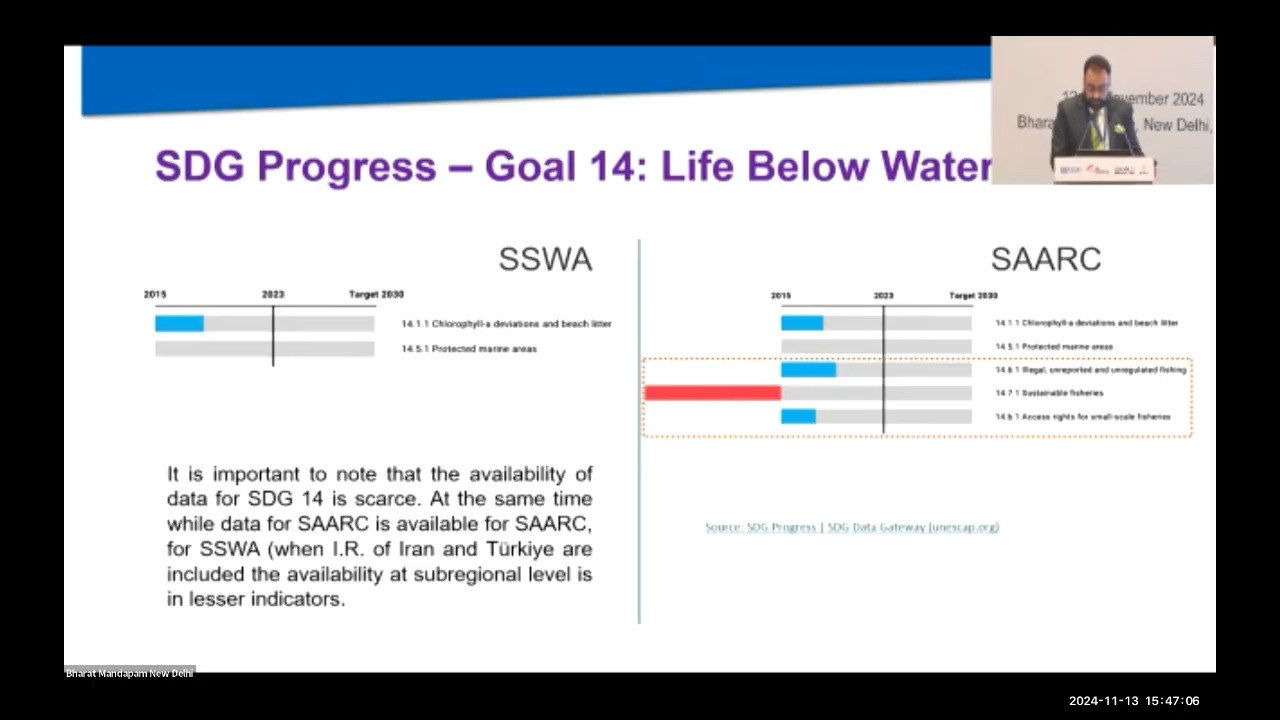 vember 2024
Bhara
, New Delhi,
SDG Progress – Goal 14: Life Below Water
SSWA
2015 2023 Target 2030
14.1.1 Chlorophyll-a deviations and beach litter
14.5.1 Protected marine areas
It is important to note that the availability of
data for SDG 14 is scarce. At the same time
while data for SAARC is available for SAARC,
for SSWA (when I.R. of Iran and Türkiye are
included the availability at subregional level is
in lesser indicators.
SAARC
2015 2023 Target 2030
14.1.1 Chlorophyll-a deviations and beach litter
14.5.1 Protected marine areas
14.6.1 Illegal, unreported and unregulated fishing
14.7.1 Sustainable fisheries
14.b.1 Access rights for small-scale fisheries
Source: SDG Progress | SDG Data Gateway (unescap.org)
Bharat Mandapam New Delhi
2024-11-13 15:47:06